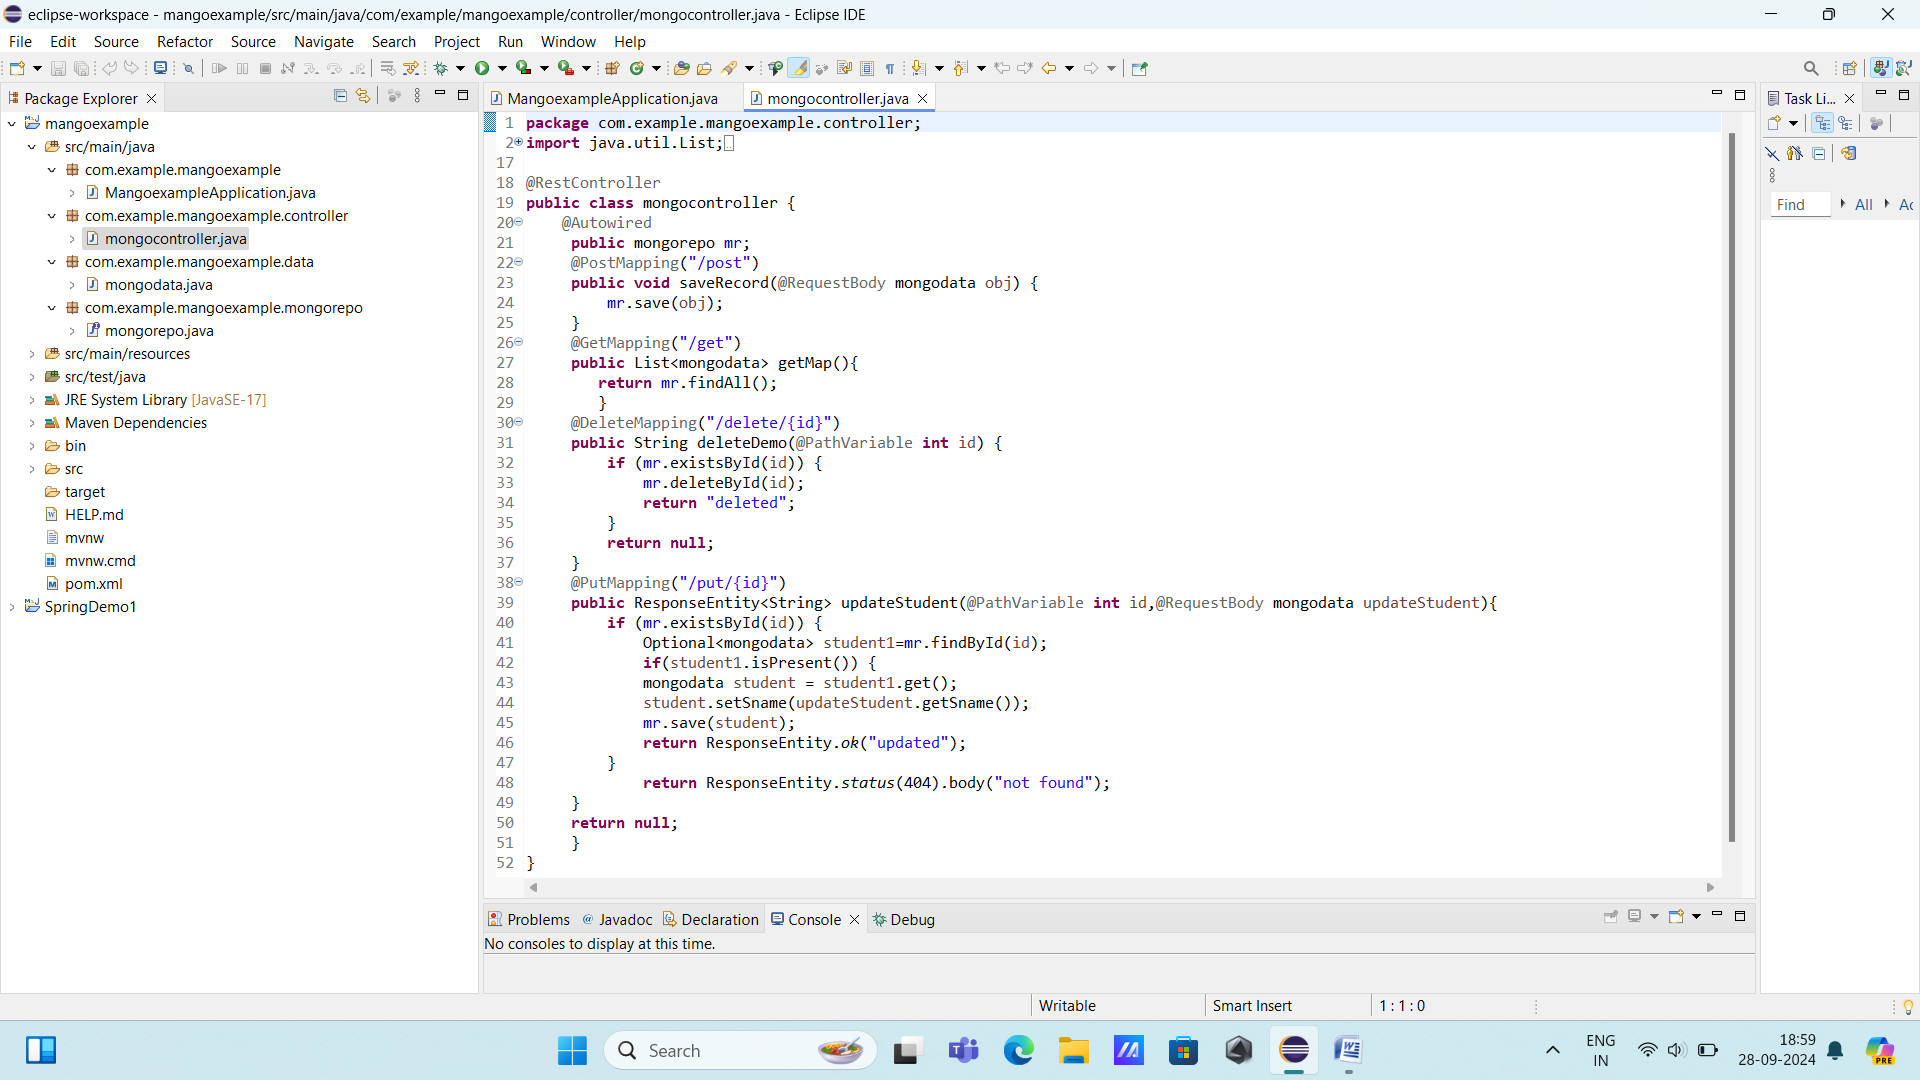 eclipse-workspace - mangoexample/src/main/java/com/example/mangoexample/controller/mongocontroller.java - Eclipse IDE
File Edit Source Refactor Source Navigate Search Project Run Window Help
Package Explorer
mangoexample
src/main/java
com.example.mangoexample
MangoexampleApplication.java
com.example.mangoexample.controller
mongocontroller.java
com.example.mangoexample.data
mongodata.java
com.example.mangoexample.mongorepo
mongorepo.java
src/main/resources
src/test/java
JRE System Library [JavaSE-17]
Maven Dependencies
bin
src
target
HELP.md
mvnw
mvnw.cmd
pom.xml
SpringDemo1
MangoexampleApplication.java mongocontroller.java
1 package com.example.mangoexample.controller;
2 import java.util.List;
17
18 @RestController
19 public class mongocontroller {
20 @Autowired
21 public mongorepo mr;
22 @PostMapping("/post")
23 public void saveRecord(@RequestBody mongodata obj) {
24 mr.save(obj);
25 }
26 @GetMapping("/get")
27 public List<mongodata> getMap(){
28 return mr.findAll();
29 }
30 @DeleteMapping("/delete/{id}")
31 public String deleteDemo(@PathVariable int id) {
32 if (mr.existsById(id)) {
33 mr.deleteById(id);
34 return "deleted";
35 }
36 return null;
37 }
38 @PutMapping("/put/{id}")
39 public ResponseEntity<String> updateStudent(@PathVariable int id,@RequestBody mongodata updateStudent){
40 if (mr.existsById(id)) {
41 Optional<mongodata> student1=mr.findById(id);
42 if(student1.isPresent()) {
43 mongodata student = student1.get();
44 student.setSname(updateStudent.getSname());
45 mr.save(student);
46 return ResponseEntity.ok("updated");
47 }
48 return ResponseEntity.status(404).body("not found");
49 }
50 return null;
51 }
52 }
Problems Javadoc Declaration Console Debug
No consoles to display at this time.
Task Li...
Find All Ac
Writable Smart Insert 1 : 1 : 0
Search
ENG
IN
18:59
28-09-2024
PRE